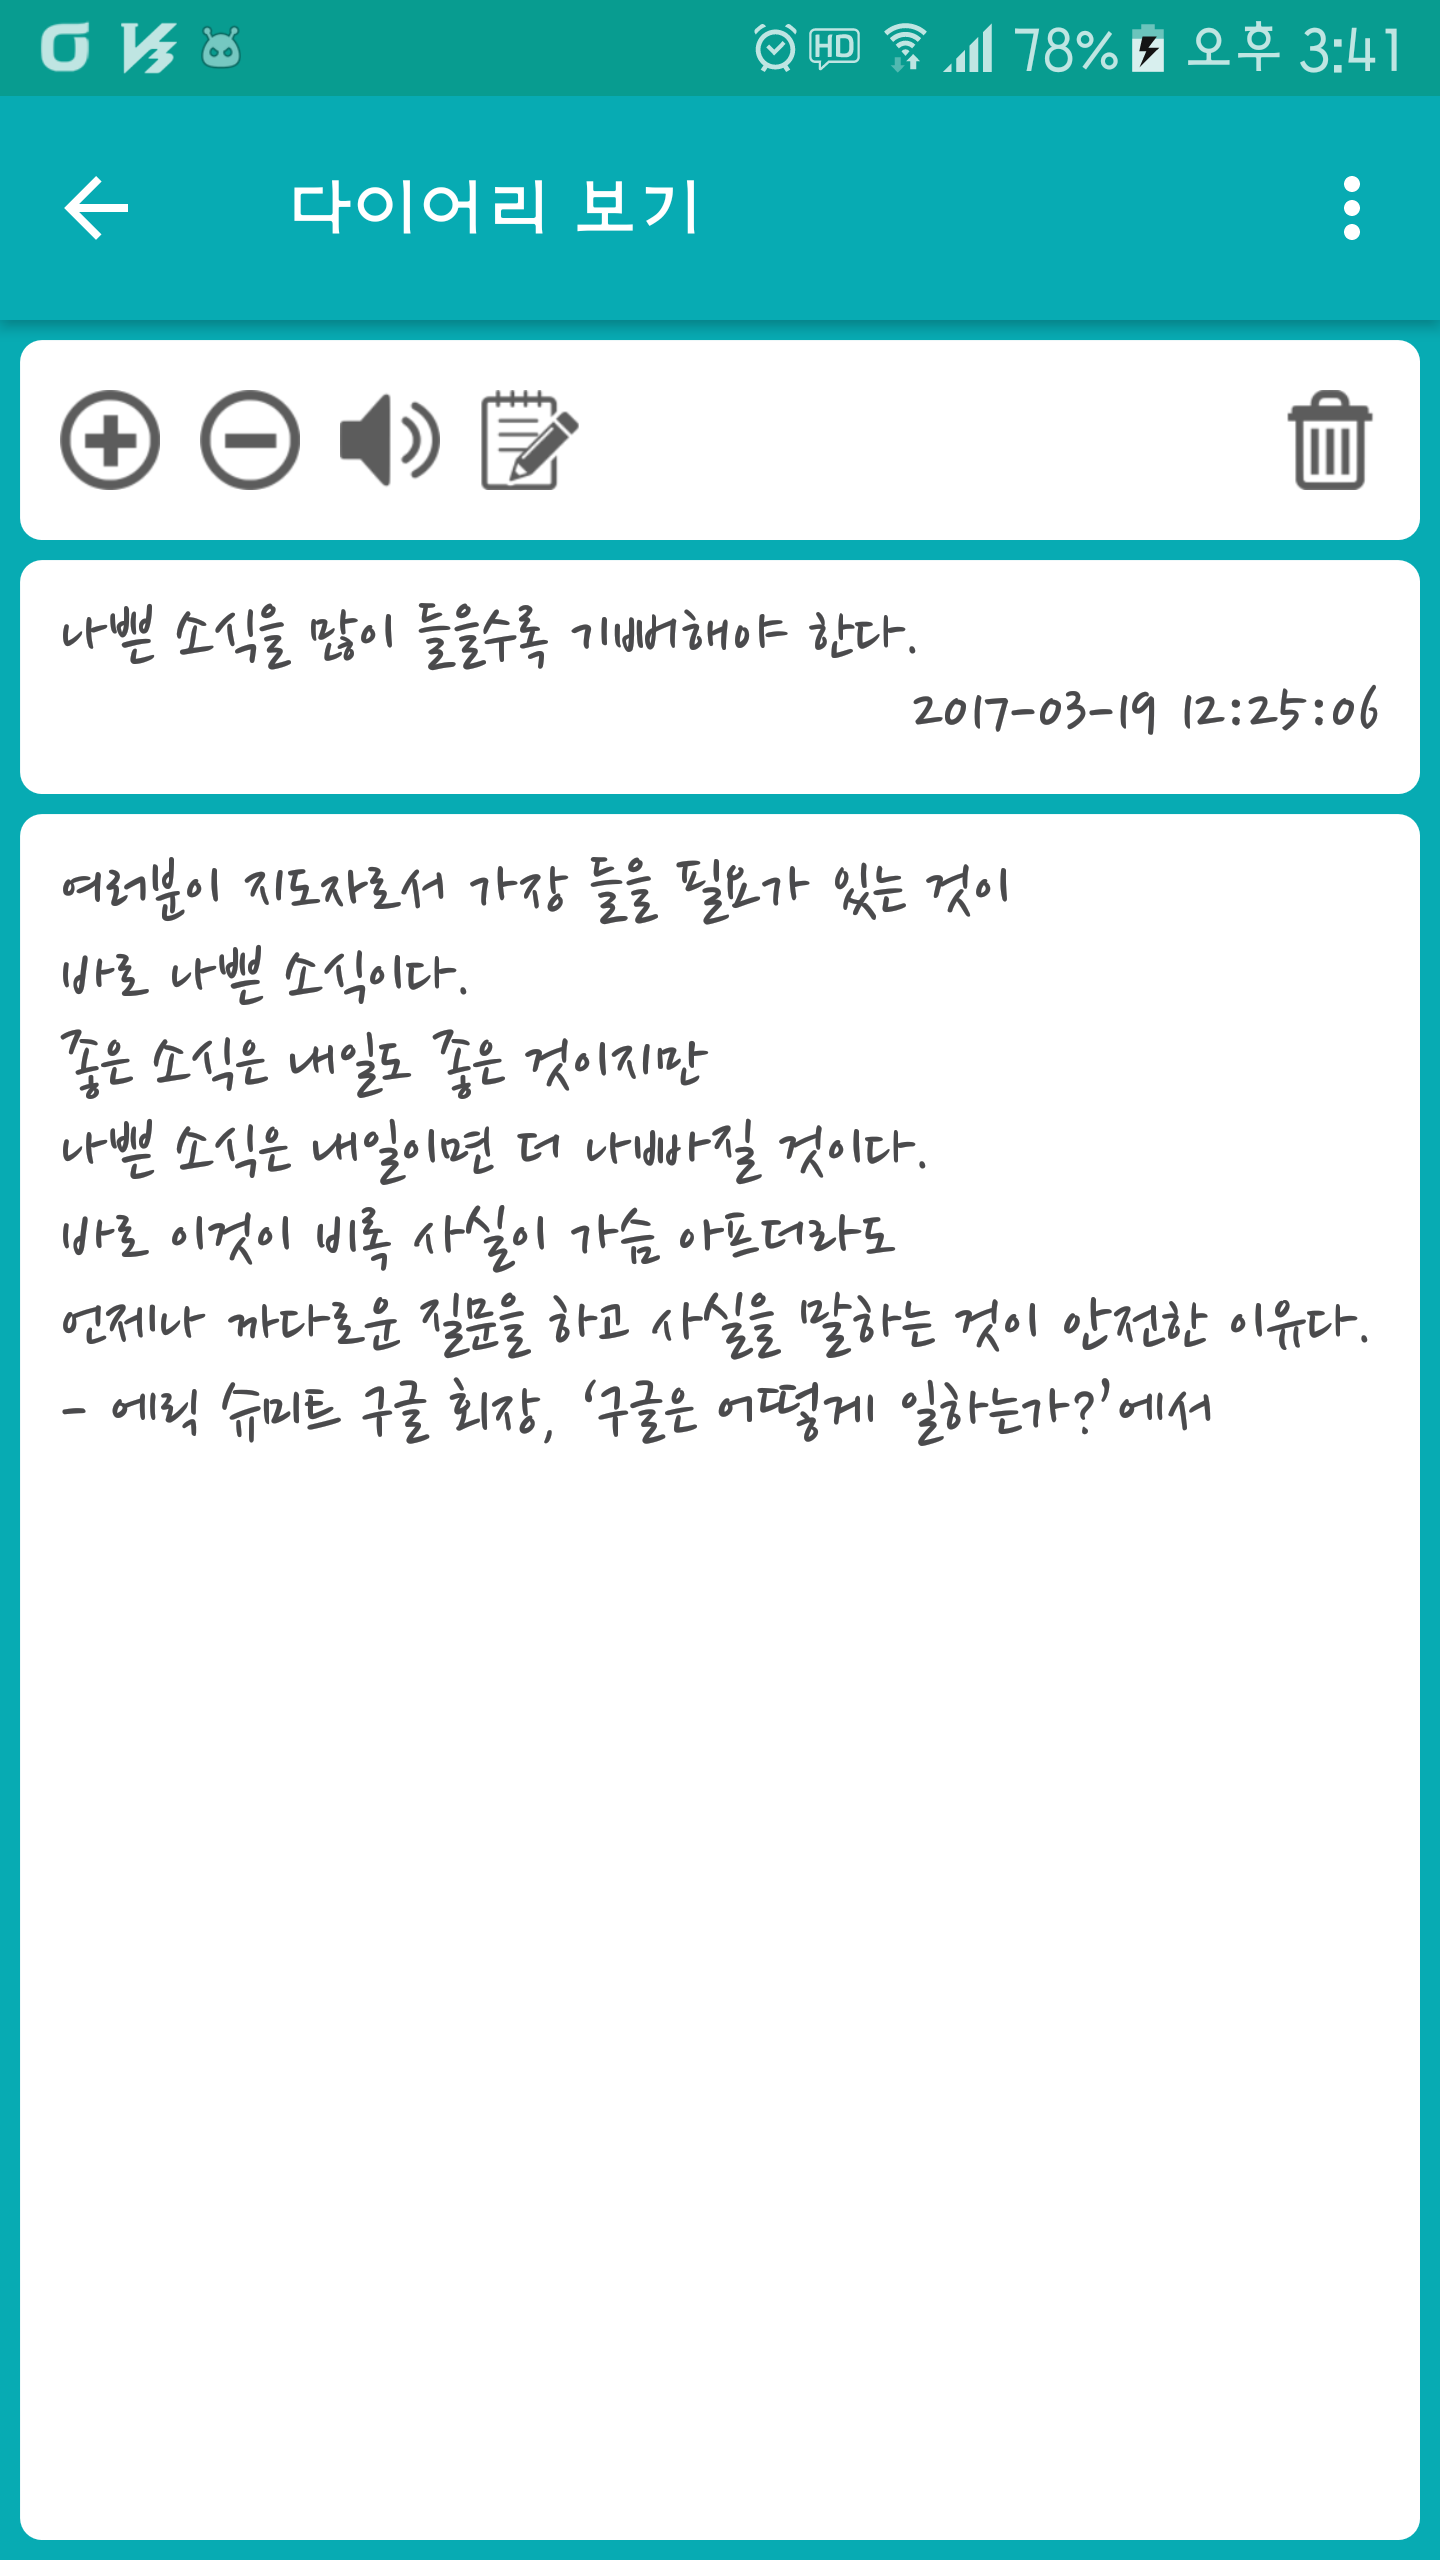 78% 오후 3:41
다이어리 보기
나쁜 소식을 많이 들을수록 기뻐해야 한다.
2017-03-19 12:25:06
여러분이 지도자로서 가장 들을 필요가 있는 것이
바로 나쁜 소식이다.
좋은 소식은 내일도 좋은 것이지만
나쁜 소식은 내일이면 더 나빠질 것이다.
바로 이것이 비록 사실이 가슴 아프더라도
언제나 까다로운 질문을 하고 사실을 말하는 것이 안전한 이유다.
- 에릭 슈미트 구글 회장, ‘구글은 어떻게 일하는가?’에서